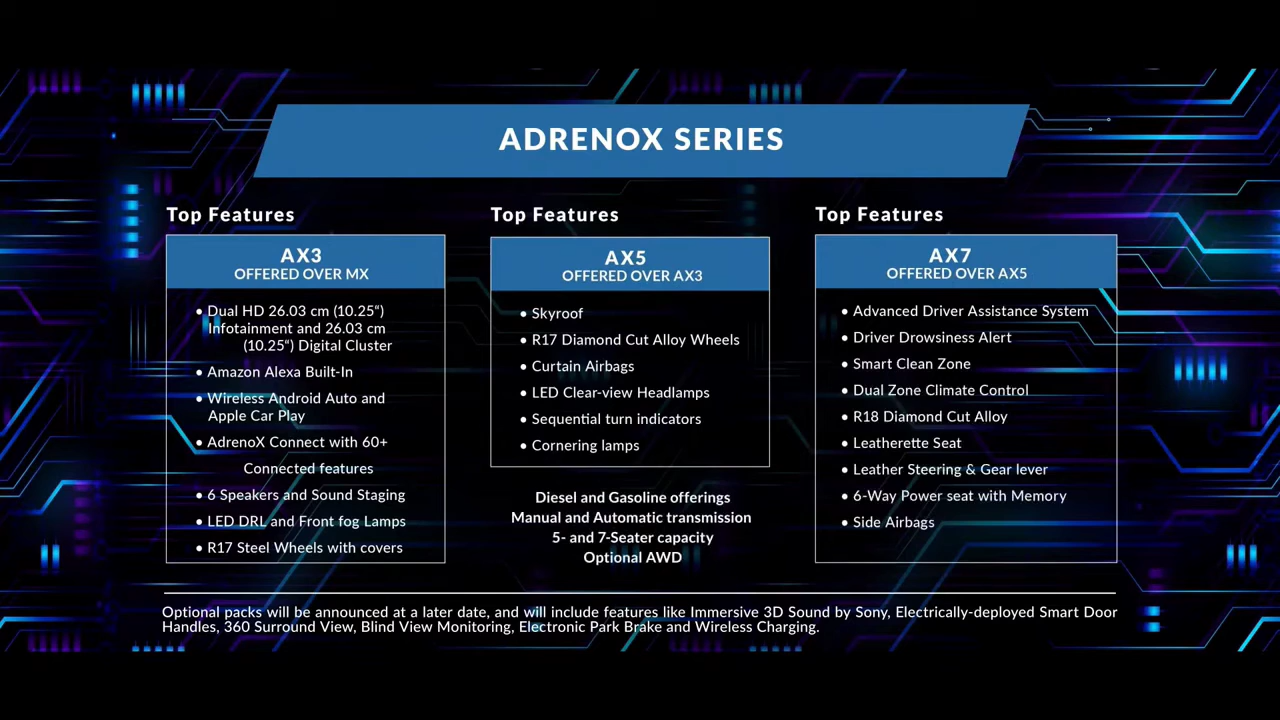 ADRENOX SERIES
Top Features
AX3
OFFERED OVER MX
• Dual HD 26.03 cm (10.25“)
Infotainment and 26.03 cm
(10.25“) Digital Cluster
• Amazon Alexa Built-In
• Wireless Android Auto and
Apple Car Play
• AdrenoX Connect with 60+
Connected features
• 6 Speakers and Sound Staging
• LED DRL and Front fog Lamps
• R17 Steel Wheels with covers
Top Features
AX5
OFFERED OVER AX3
• Skyroof
• R17 Diamond Cut Alloy Wheels
• Curtain Airbags
• LED Clear-view Headlamps
• Sequential turn indicators
• Cornering lamps
Diesel and Gasoline offerings
Manual and Automatic transmission
5- and 7-Seater capacity
Optional AWD
Top Features
AX7
OFFERED OVER AX5
• Advanced Driver Assistance System
• Driver Drowsiness Alert
• Smart Clean Zone
• Dual Zone Climate Control
• R18 Diamond Cut Alloy
• Leatherette Seat
• Leather Steering & Gear lever
• 6-Way Power seat with Memory
• Side Airbags
Optional packs will be announced at a later date, and will include features like Immersive 3D Sound by Sony, Electrically-deployed Smart Door
Handles, 360 Surround View, Blind View Monitoring, Electronic Park Brake and Wireless Charging.